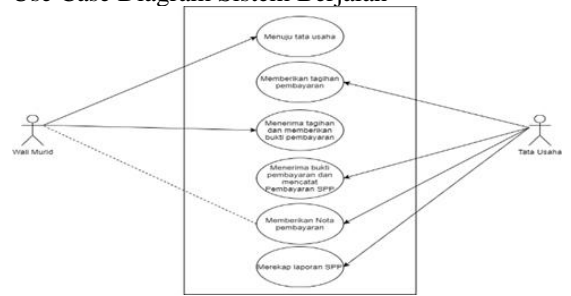 Use Case Diagram Sistem Berjalan
Menuju tata usaha
Memberikan tagihan
pembayaran
Menerima tagihan
dan memberikan
bukti pembayaran
Menerima bukti
pembayaran dan
mencatat
Pembayaran SPP
Memberikan Nota
pembayaran
Merekap laporan SPP
Wali Murid
Tata Usaha